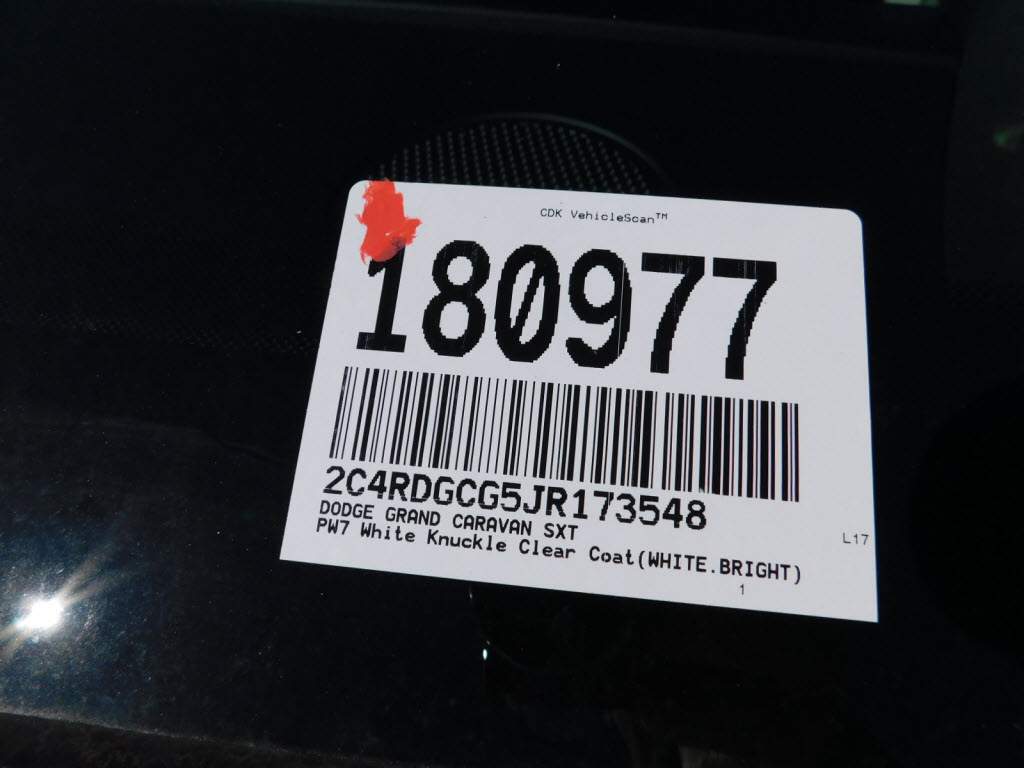 CDK VehicleScan™
180977
2C4RDGCG5JR173548
DODGE GRAND CARAVAN SXT
PW7 White Knuckle Clear Coat(WHITE.BRIGHT)
L17
1